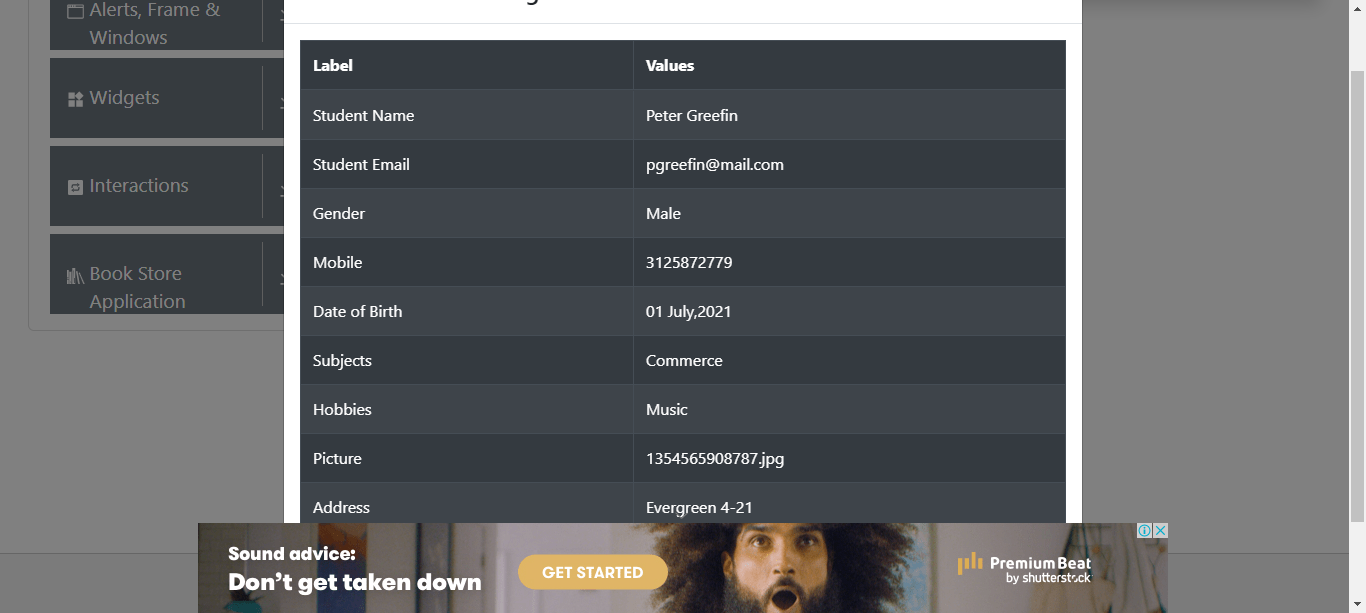 Alerts, Frame &
Windows
Widgets
Interactions
Book Store
Application
Label Values
Student Name Peter Greefin
Student Email pgreefin@mail.com
Gender Male
Mobile 3125872779
Date of Birth 01 July,2021
Subjects Commerce
Hobbies Music
Picture 1354565908787.jpg
Address Evergreen 4-21
Sound advice:
Don't get taken down
GET STARTED
PremiumBeat
by shutterstock